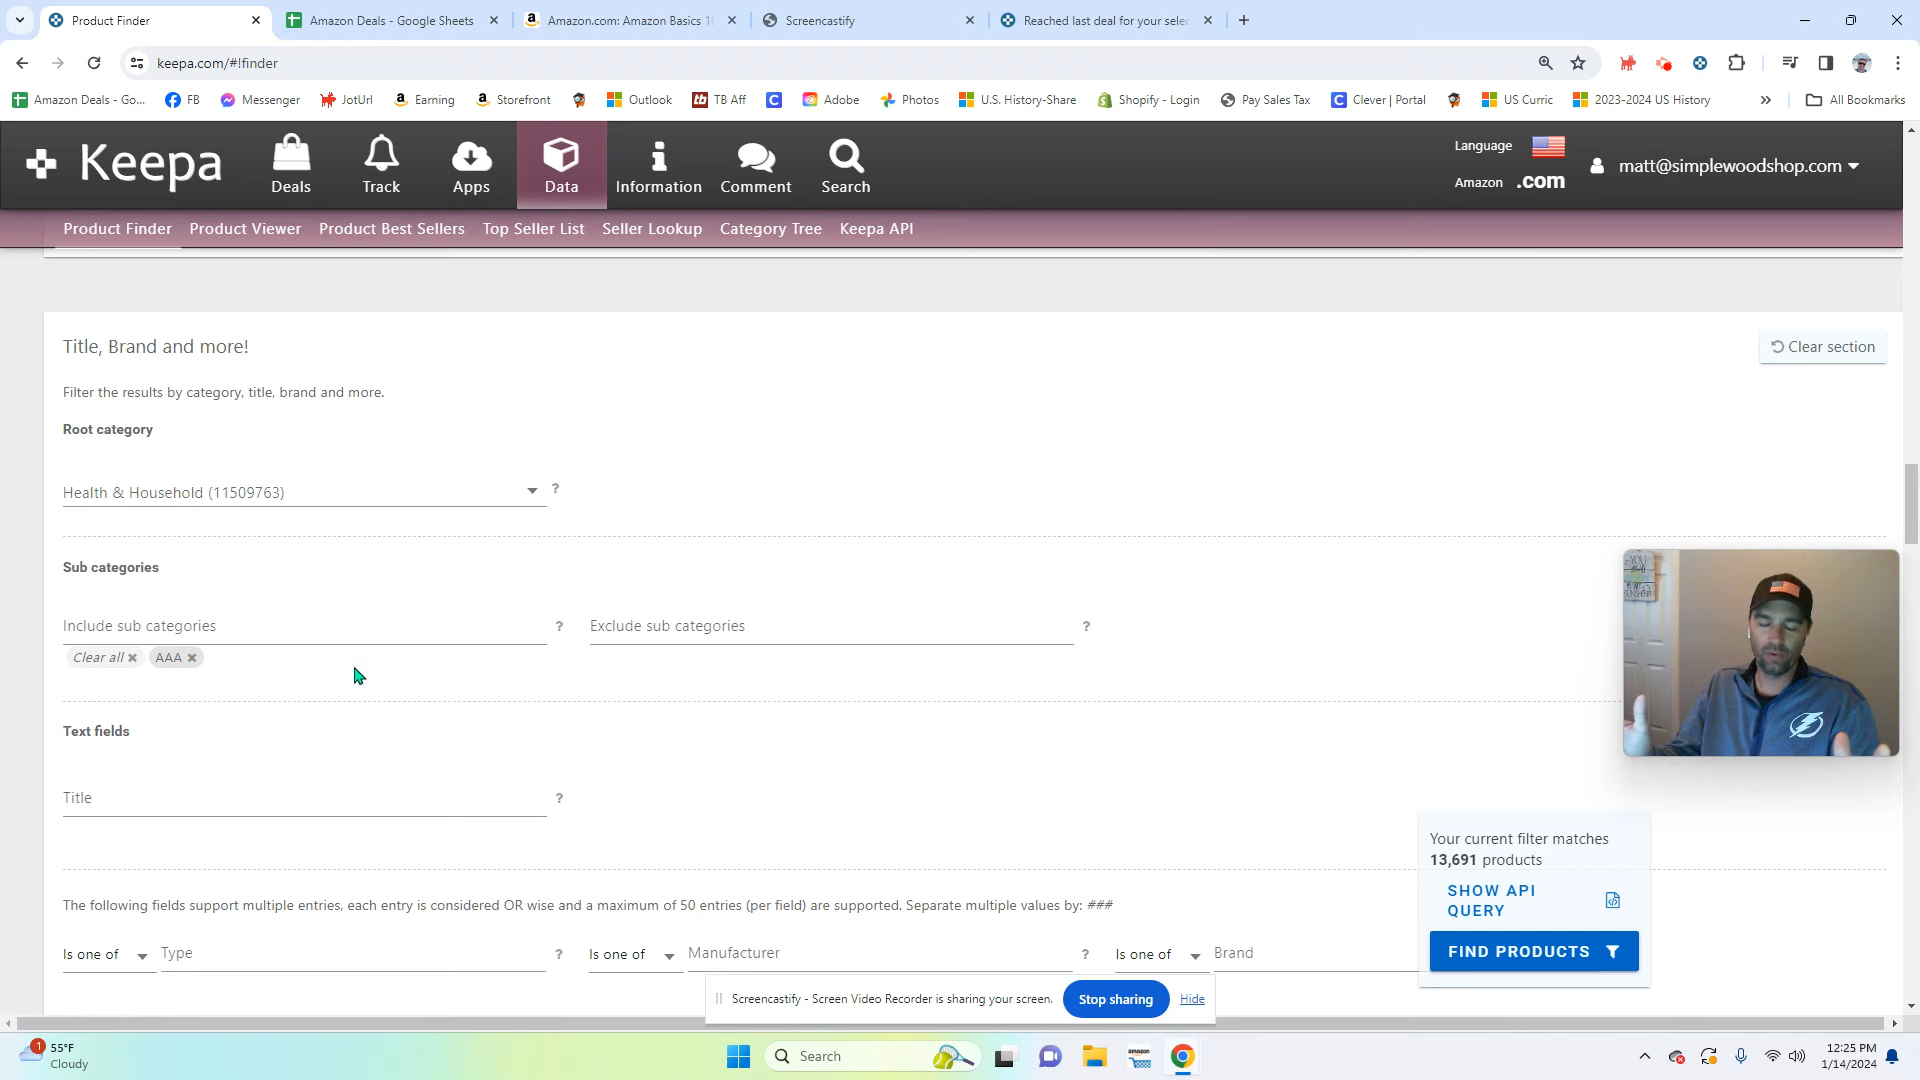 Product Finder
Amazon Deals - Google Sheets
Amazon.com: Amazon Basics
Screencastify
Reached last deal for your selec
keepa.com/#!finder
Amazon Deals - Go...
FB
Messenger
JotUrl
Earning
Storefront
Outlook
TB Aff
Adobe
Photos
U.S. History-Share
Shopify - Login
Pay Sales Tax
Clever | Portal
US Curric
2023-2024 US History
All Bookmarks
Keepa
Deals
Track
Apps
Data
Information
Comment
Search
Language
Amazon .com
matt@simplewoodshop.com
Product Finder
Product Viewer
Product Best Sellers
Top Seller List
Seller Lookup
Category Tree
Keepa API
Title, Brand and more!
Clear section
Filter the results by category, title, brand and more.
Root category
Health & Household (11509763)
?
Sub categories
Include sub categories
?
Exclude sub categories
?
Clear all
AAA
Text fields
Title
?
Your current filter matches
13,691 products
SHOW API
QUERY
FIND PRODUCTS
The following fields support multiple entries, each entry is considered OR wise and a maximum of 50 entries (per field) are supported. Separate multiple values by: ###
Is one of
Type
?
Is one of
Manufacturer
?
Is one of
Brand
Screencastify - Screen Video Recorder is sharing your screen.
Stop sharing
Hide
1
55°F
Cloudy
Search
amazon
12:25 PM
1/14/2024